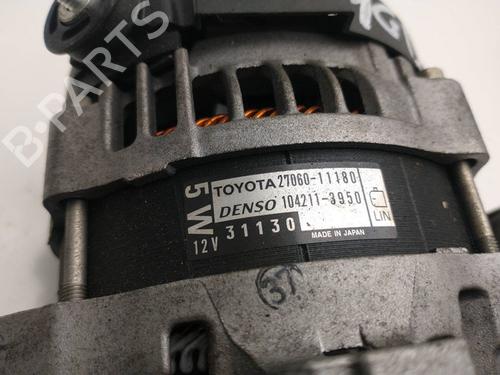 B-PARTS
5W
TOYOTA 27060-11180
DENSO 104211-3950
LIN
12V 31130
MADE IN JAPAN
37